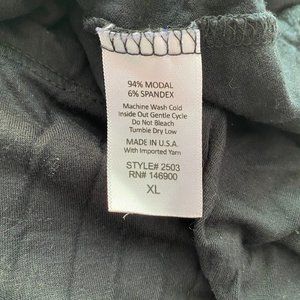 94% MODAL
6% SPANDEX
Machine Wash Cold
Inside Out Gentle Cycle
Do Not Bleach
Tumble Dry Low
MADE IN U.S.A.
With Imported Yarn
STYLE# 2503
RN# 146900
XL